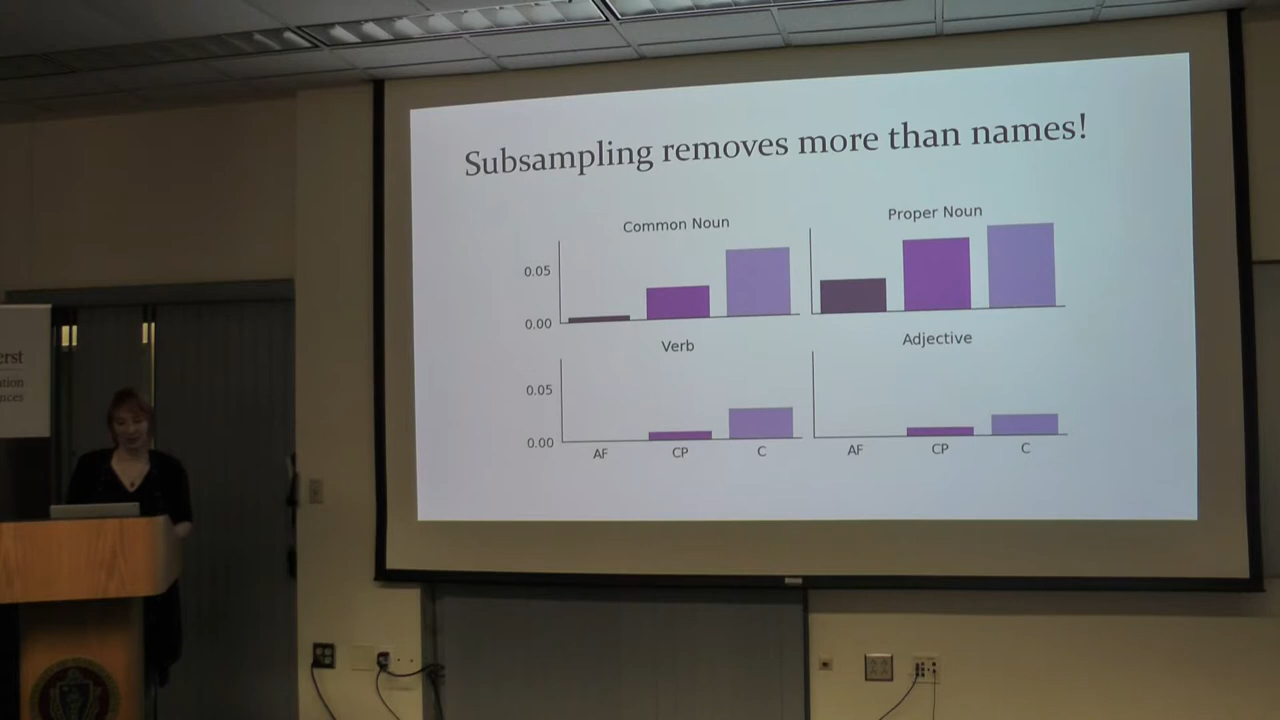 Subsampling removes more than names!
Common Noun
Proper Noun
0.05
0.00
Verb
Adjective
0.05
0.00
AF CP C
AF CP C
erst
ation
nces